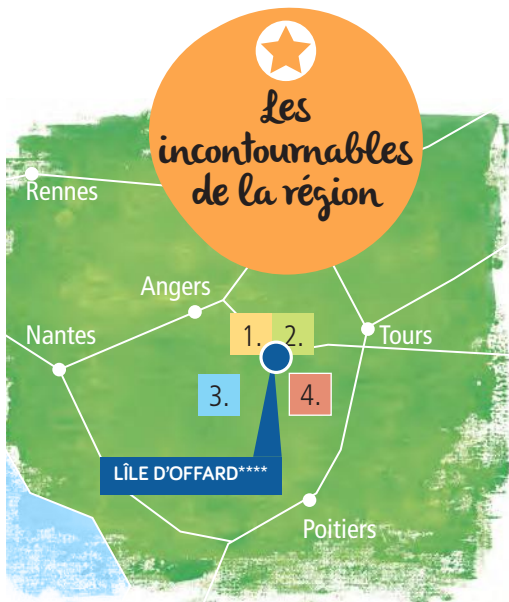 Les
incontournables
de la région
Rennes
Angers
Nantes
1. 2.
Tours
3.
4.
LÎLE D'OFFARD****
Poitiers